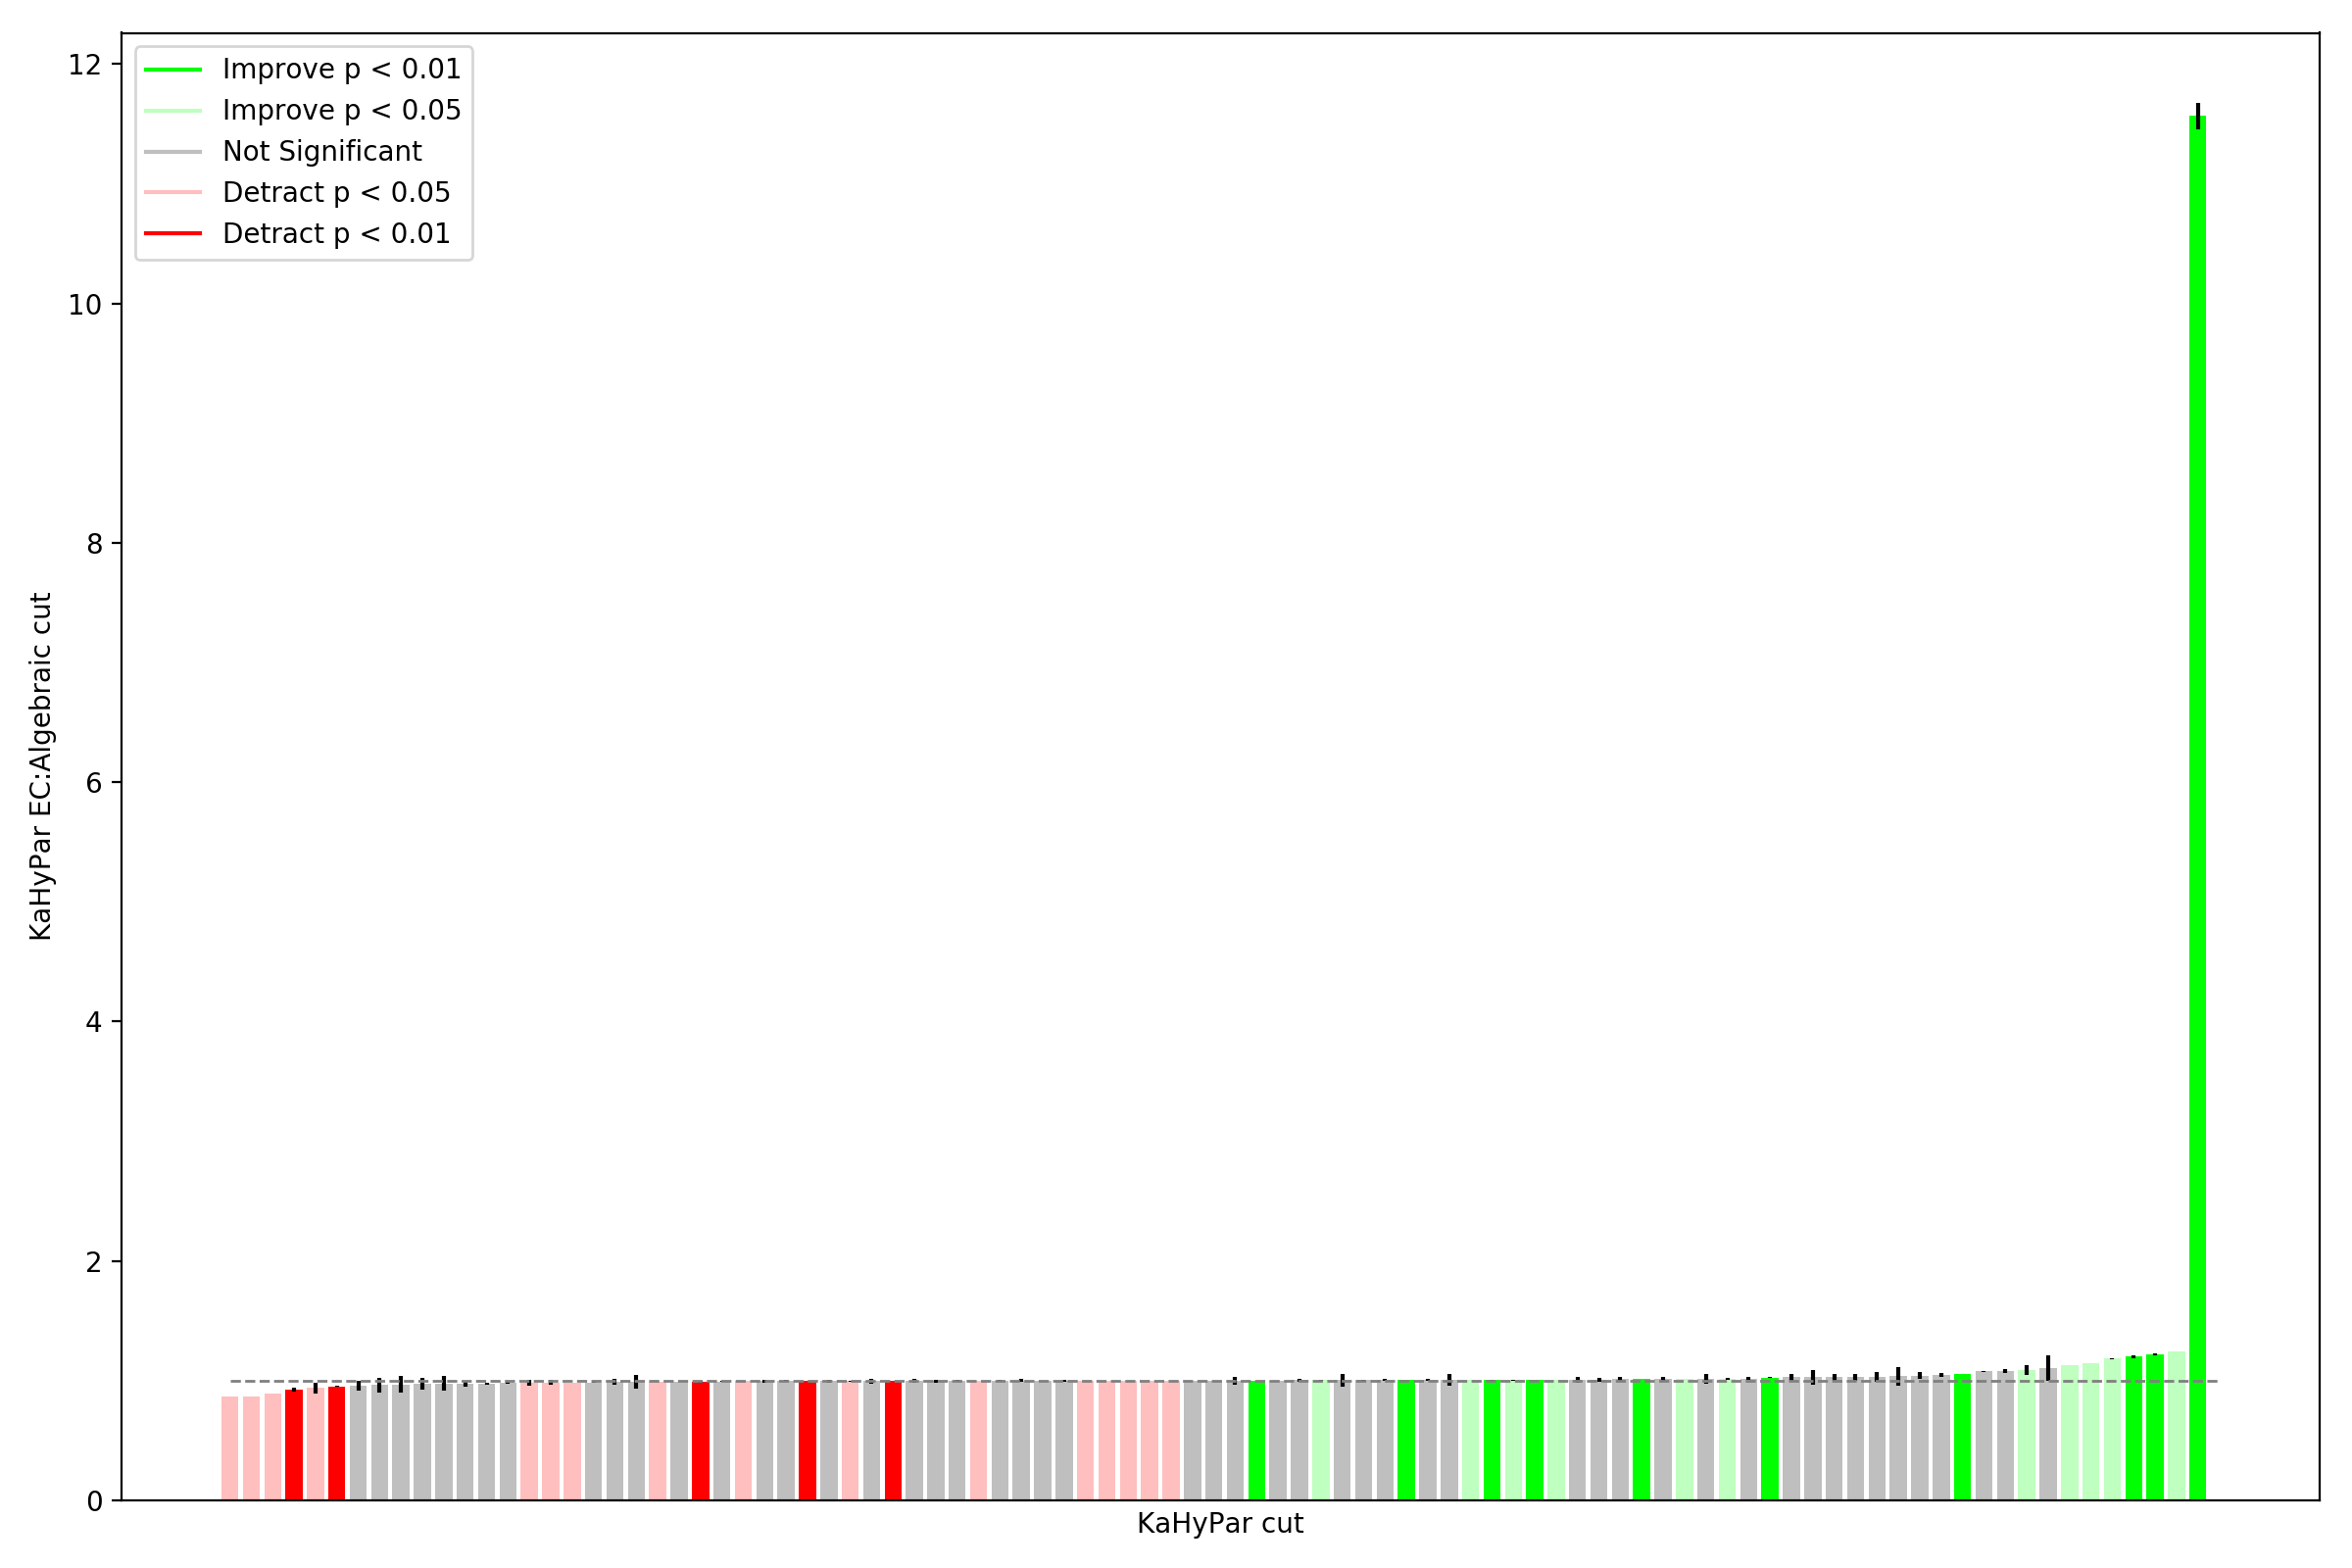 12
10
8
6
4
2
0
Improve p < 0.01
Improve p < 0.05
Not Significant
Detract p < 0.05
Detract p < 0.01
KaHyPar EC:Algebraic cut
KaHyPar cut